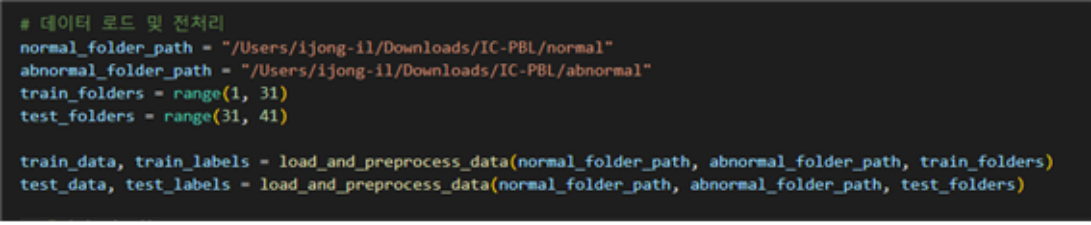 # 데이터 로드 및 전처리
normal_folder_path = "/Users/ijong-il/Downloads/IC-PBL/normal"
abnormal_folder_path = "/Users/ijong-il/Downloads/IC-PBL/abnormal"
train_folders = range(1, 31)
test_folders = range(31, 41)
train_data, train_labels = load_and_preprocess_data(normal_folder_path, abnormal_folder_path, train_folders)
test_data, test_labels = load_and_preprocess_data(normal_folder_path, abnormal_folder_path, test_folders)